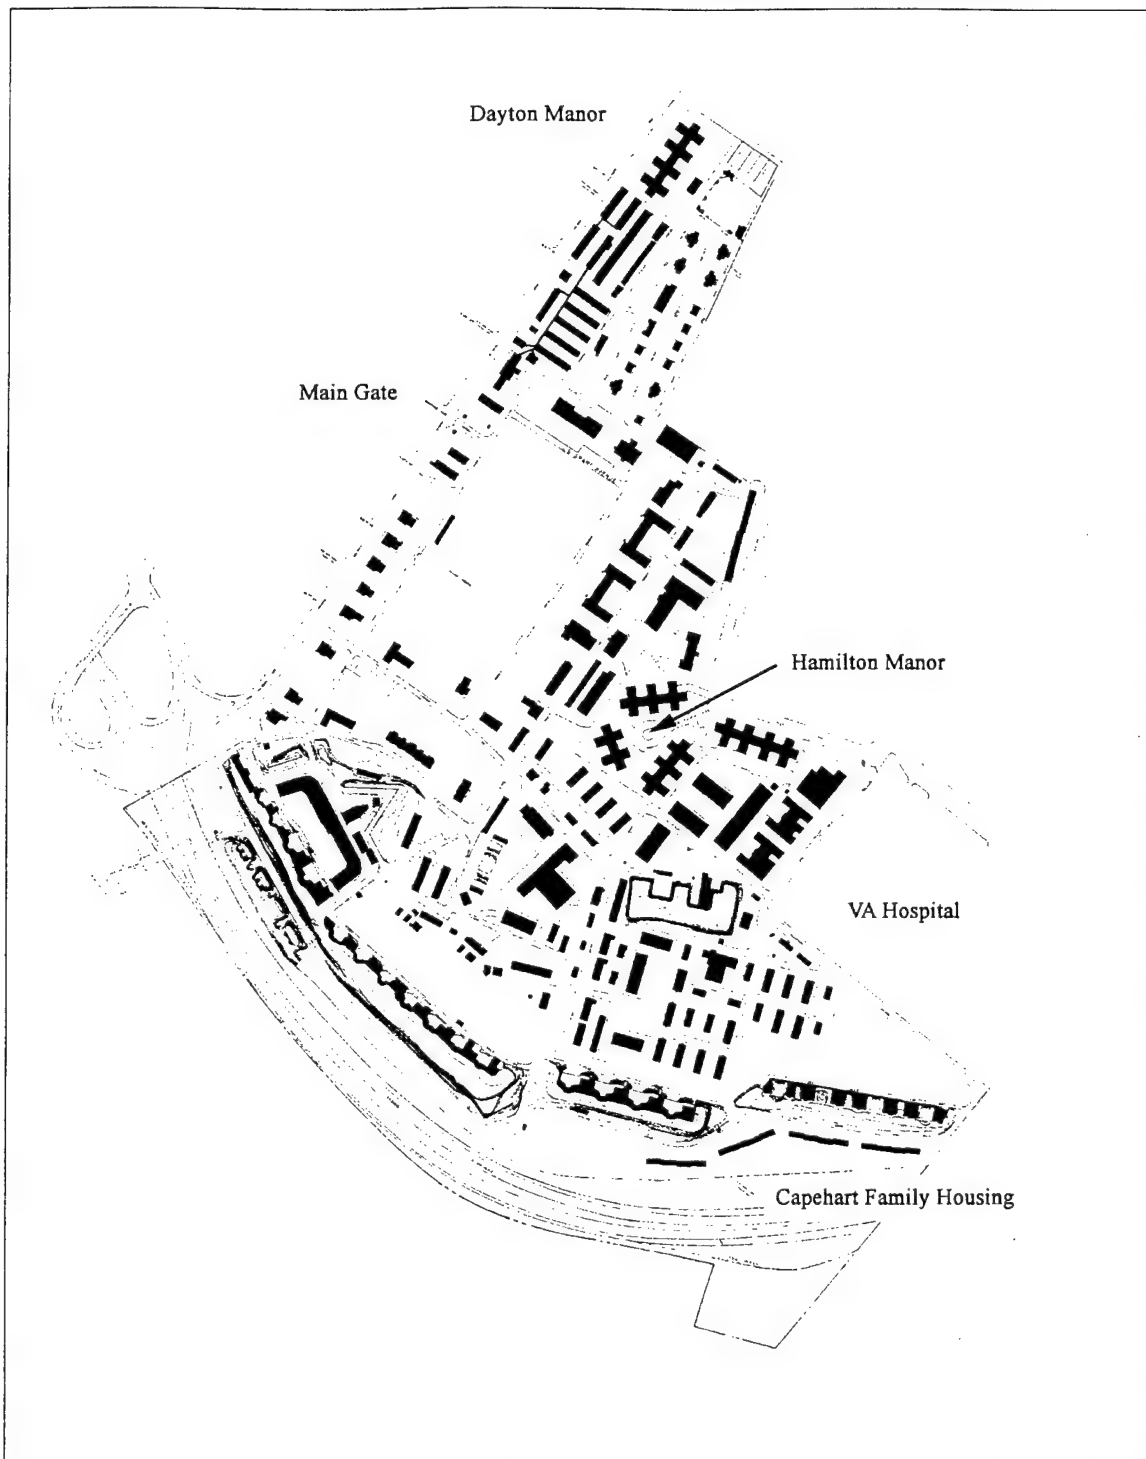 Dayton Manor
Main Gate
Hamilton Manor
VA Hospital
Capehart Family Housing